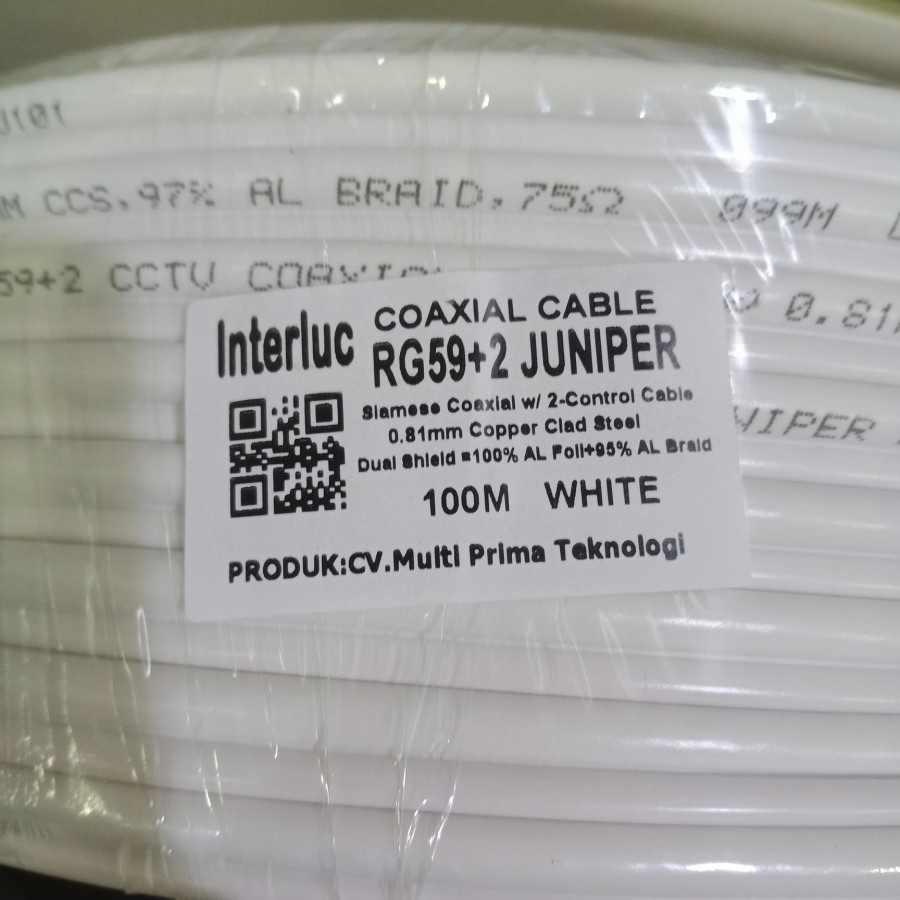 J101
M CCS, 97% AL BRAID, 75Ω 099M
59+2 CCTV COAXI
0.81
NIPER
Interluc
COAXIAL CABLE
RG59+2 JUNIPER
Siamese Coaxial w/ 2-Control Cable
0.81mm Copper Clad Steel
Dual Shield =100% AL Foil+95% AL Braid
100M WHITE
PRODUK:CV.Multi Prima Teknologi